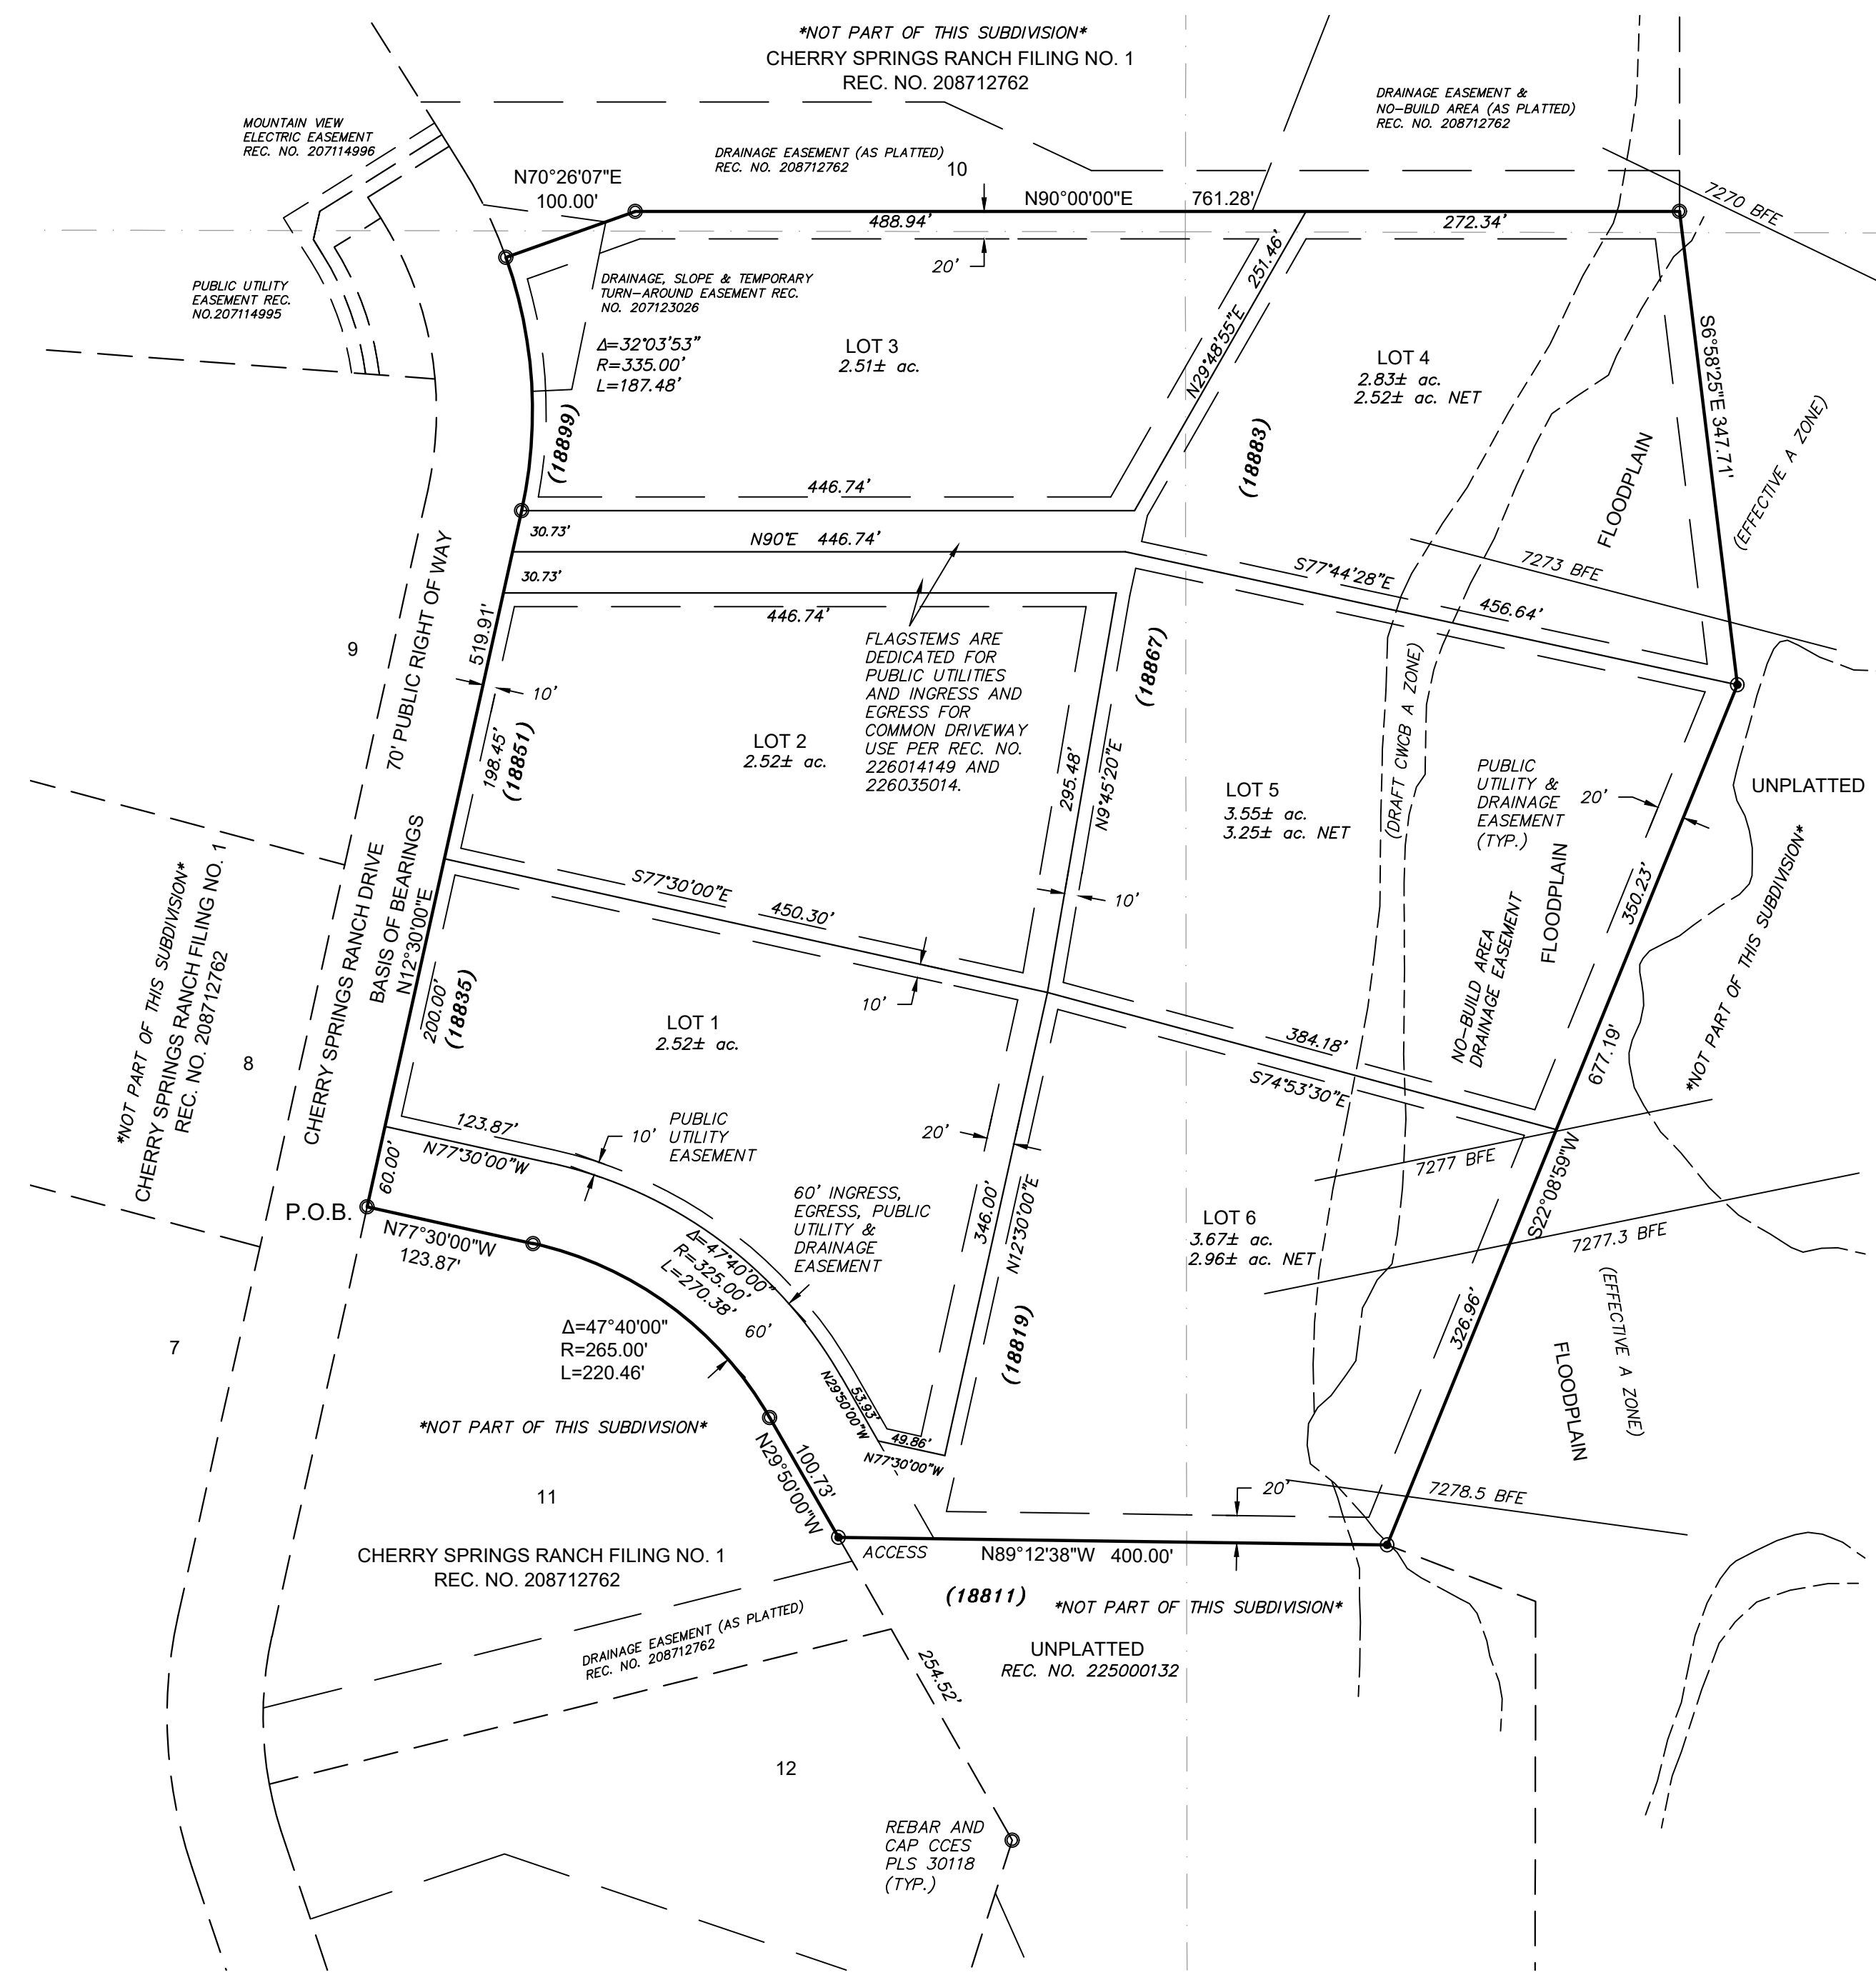 *NOT PART OF THIS SUBDIVISION*
CHERRY SPRINGS RANCH FILING NO. 1
REC. NO. 208712762
DRAINAGE EASEMENT &
NO-BUILD AREA (AS PLATTED)
REC. NO. 208712762
MOUNTAIN VIEW
ELECTRIC EASEMENT
REC. NO. 207114996
DRAINAGE EASEMENT (AS PLATTED)
REC. NO. 208712762
10
N70°26'07"E
100.00'
N90°00'00"E
761.28'
7270 BFE
488.94'
272.34'
20'
PUBLIC UTILITY
EASEMENT REC.
NO.207114995
DRAINAGE, SLOPE & TEMPORARY
TURN-AROUND EASEMENT REC.
NO. 207123026
Δ=32°03'53"
R=335.00'
L=187.48'
LOT 3
2.51± ac.
N29°48'55"E 251.46'
LOT 4
2.83± ac.
2.52± ac. NET
S6°58'25"E 347.71'
(EFFECTIVE A ZONE)
FLOODPLAIN
(18899)
(18883)
446.74'
30.73'
N90°E 446.74'
30.73'
446.74'
S77°44'28"E
456.64'
7273 BFE
FLAGSTEMS ARE
DEDICATED FOR
PUBLIC UTILITIES
AND INGRESS AND
EGRESS FOR
COMMON DRIVEWAY
USE PER REC. NO.
226014149 AND
226035014.
(18867)
70' PUBLIC RIGHT OF WAY
519.91'
10'
9
198.45'
(18851)
LOT 2
2.52± ac.
295.48'
N9°45'20"E
LOT 5
3.55± ac.
3.25± ac. NET
(DRAFT CWCB A ZONE)
PUBLIC
UTILITY &
DRAINAGE
EASEMENT
(TYP.)
20'
UNPLATTED
*NOT PART OF THIS SUBDIVISION*
FLOODPLAIN
350.23'
NO-BUILD AREA
DRAINAGE EASEMENT
677.19'
*NOT PART OF THIS SUBDIVISION*
CHERRY SPRINGS RANCH FILING NO. 1
REC. NO. 208712762
CHERRY SPRINGS RANCH DRIVE
BASIS OF BEARINGS
N12°30'00"E
S77°30'00"E
450.30'
10'
10'
200.00'
(18835)
LOT 1
2.52± ac.
384.18'
S74°53'30"E
8
123.87'
N77°30'00"W
10'
PUBLIC
UTILITY
EASEMENT
20'
60.00'
7277 BFE
S22°08'59"W
60' INGRESS,
EGRESS, PUBLIC
UTILITY &
DRAINAGE
EASEMENT
346.00'
N12°30'00"E
LOT 6
3.67± ac.
2.96± ac. NET
7277.3 BFE
P.O.B.
N77°30'00"W
123.87'
Δ=47°40'00"
R=325.00'
L=270.38'
60'
(EFFECTIVE A ZONE)
FLOODPLAIN
326.96'
7
Δ=47°40'00"
R=265.00'
L=220.46'
(18819)
53.93'
N29°50'00"W
49.86'
N77°30'00"W
*NOT PART OF THIS SUBDIVISION*
100.73'
N29°50'00"W
20'
7278.5 BFE
11
CHERRY SPRINGS RANCH FILING NO. 1
REC. NO. 208712762
ACCESS
N89°12'38"W 400.00'
(18811)
*NOT PART OF THIS SUBDIVISION*
DRAINAGE EASEMENT (AS PLATTED)
REC. NO. 208712762
UNPLATTED
REC. NO. 225000132
254.52'
12
REBAR AND
CAP CCES
PLS 30118
(TYP.)